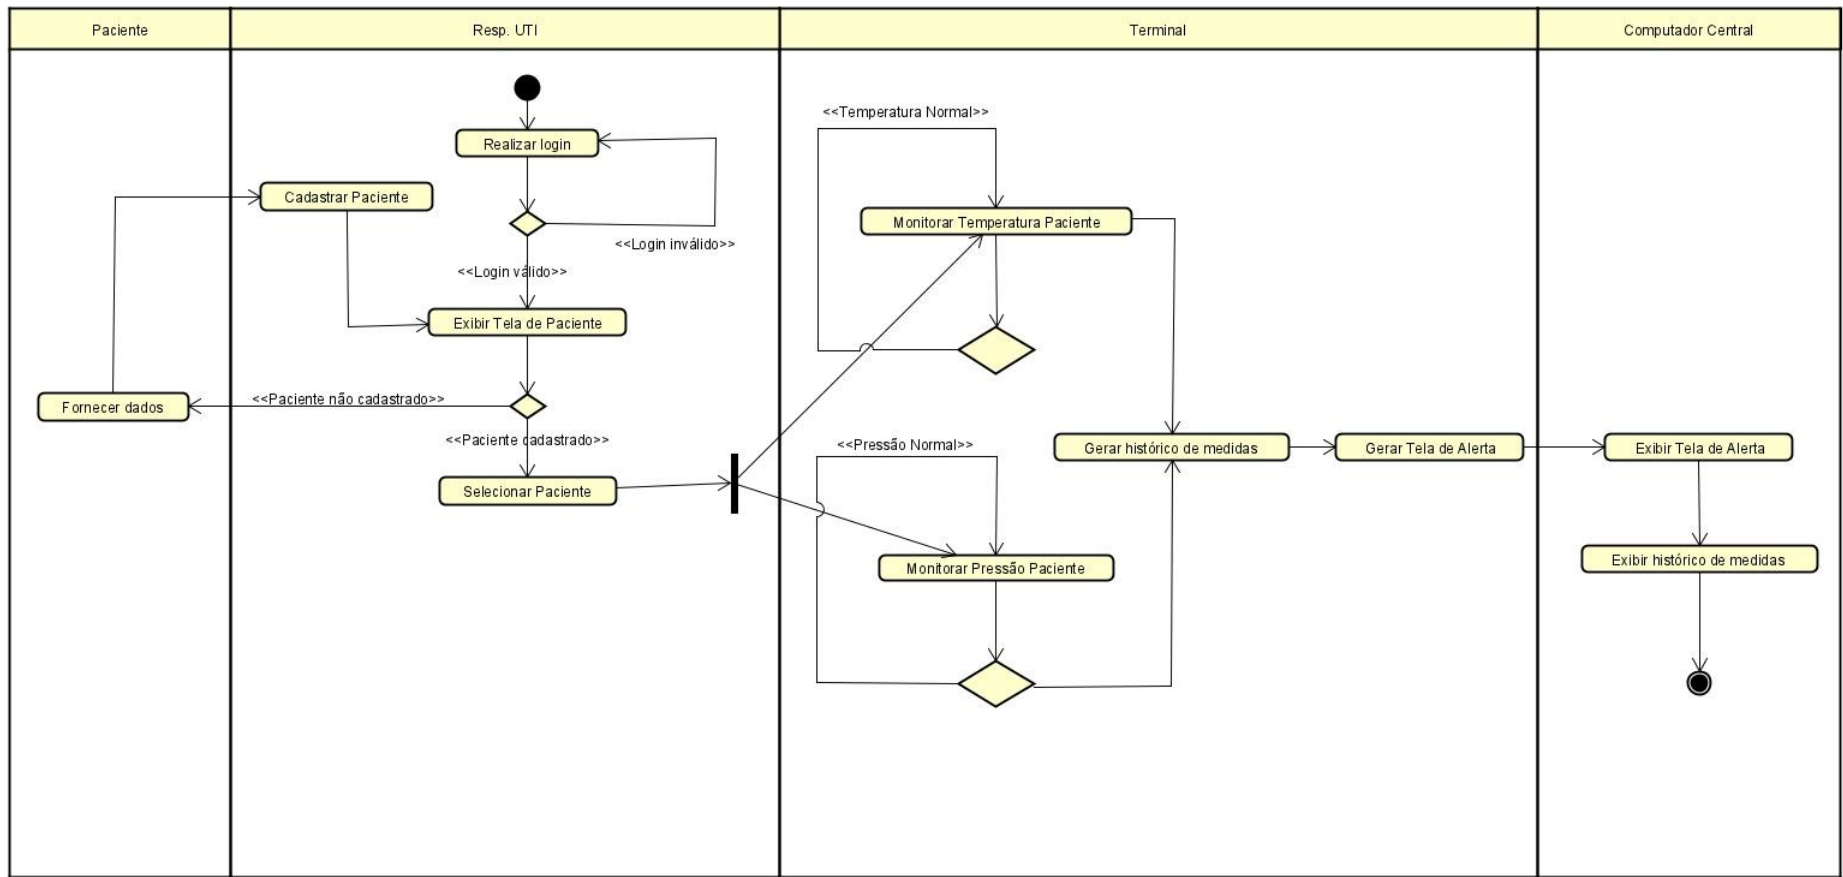 Paciente
Resp. UTI
Terminal
Computador Central
<<Temperatura Normal>>
Realizar login
Cadastrar Paciente
Monitorar Temperatura Paciente
<<Login inválido>>
<<Login válido>>
Exibir Tela de Paciente
<<Paciente não cadastrado>>
Fornecer dados
<<Paciente cadastrado>>
<<Pressão Normal>>
Gerar histórico de medidas
Gerar Tela de Alerta
Exibir Tela de Alerta
Selecionar Paciente
Monitorar Pressão Paciente
Exibir histórico de medidas